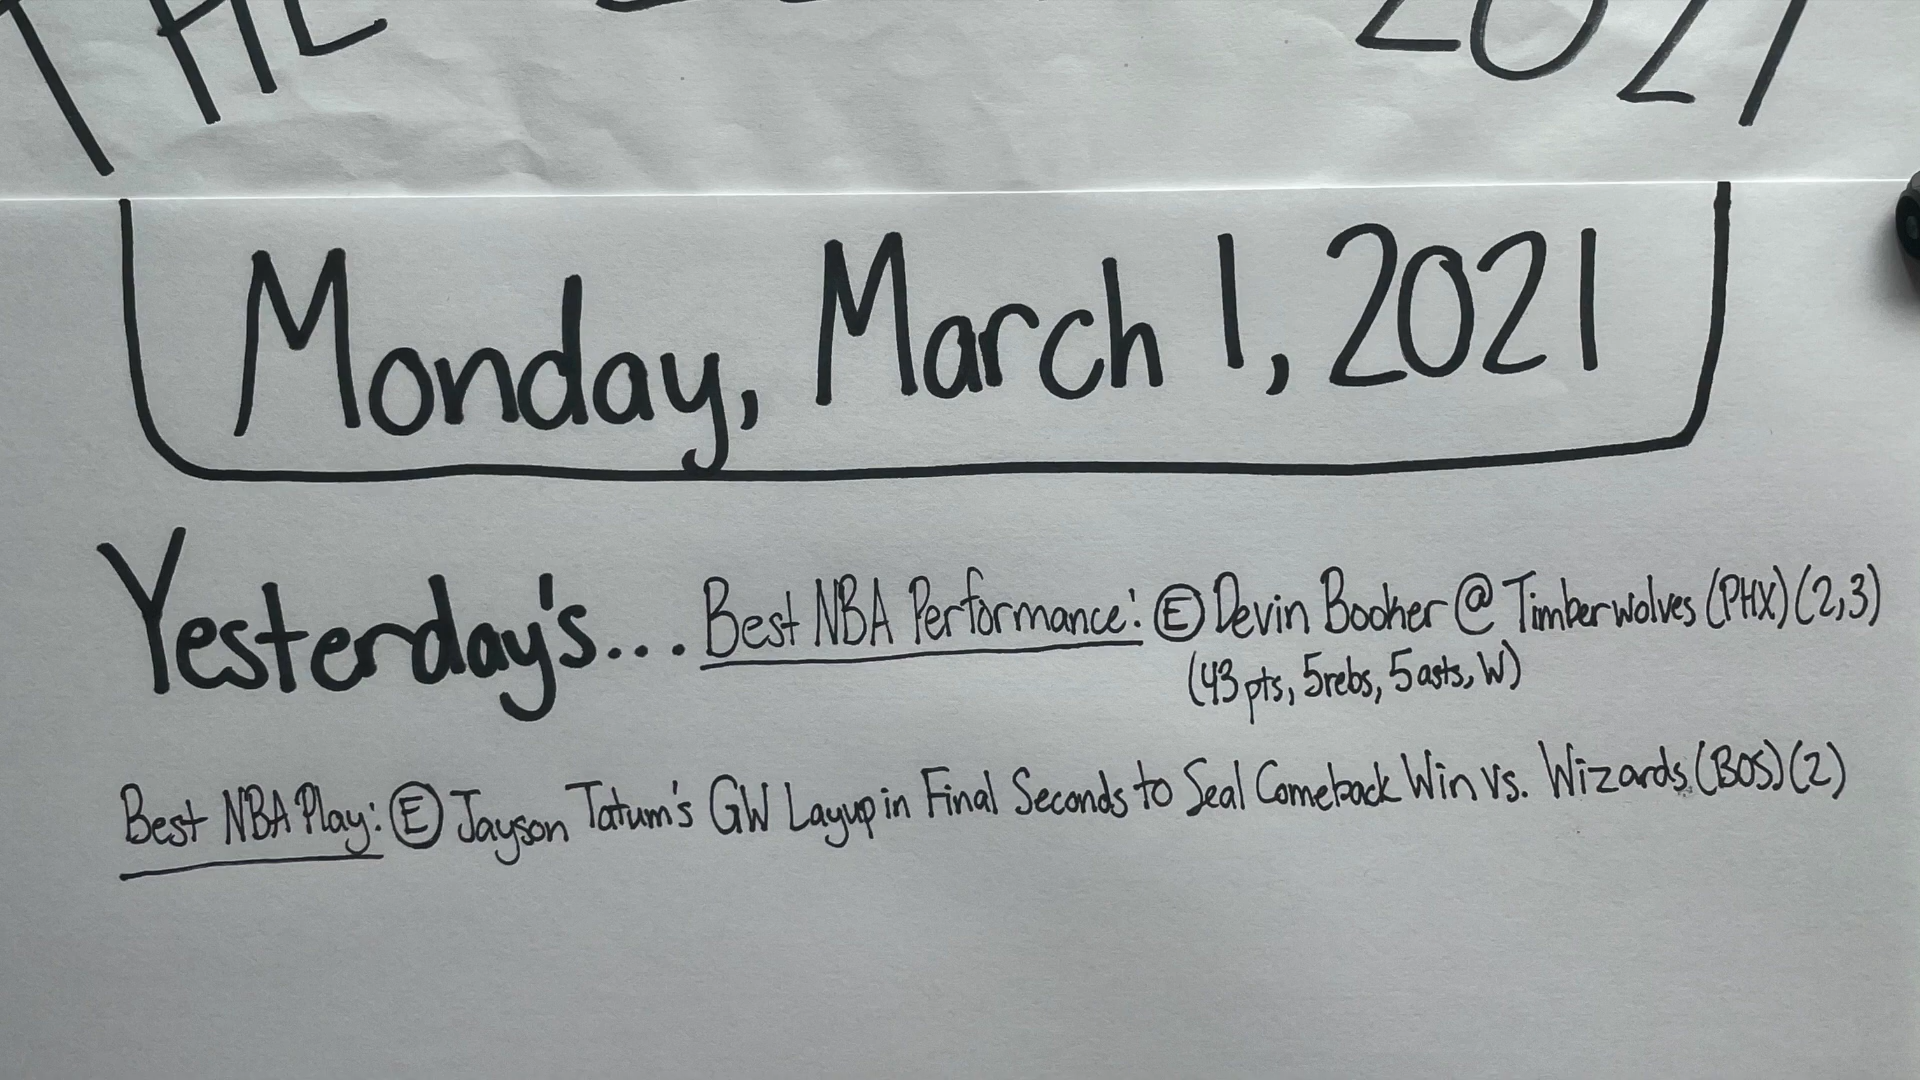 THE 2021
Monday, March 1, 2021
Yesterday's... Best NBA Performance: Ⓔ Devin Booker @ Timberwolves (PHX) (2,3)
(43 pts, 5 rebs, 5 asts, W)
Best NBA Play: Ⓔ Jayson Tatum's GW Layup in Final Seconds to Seal Comeback Win vs. Wizards (BOS) (2)